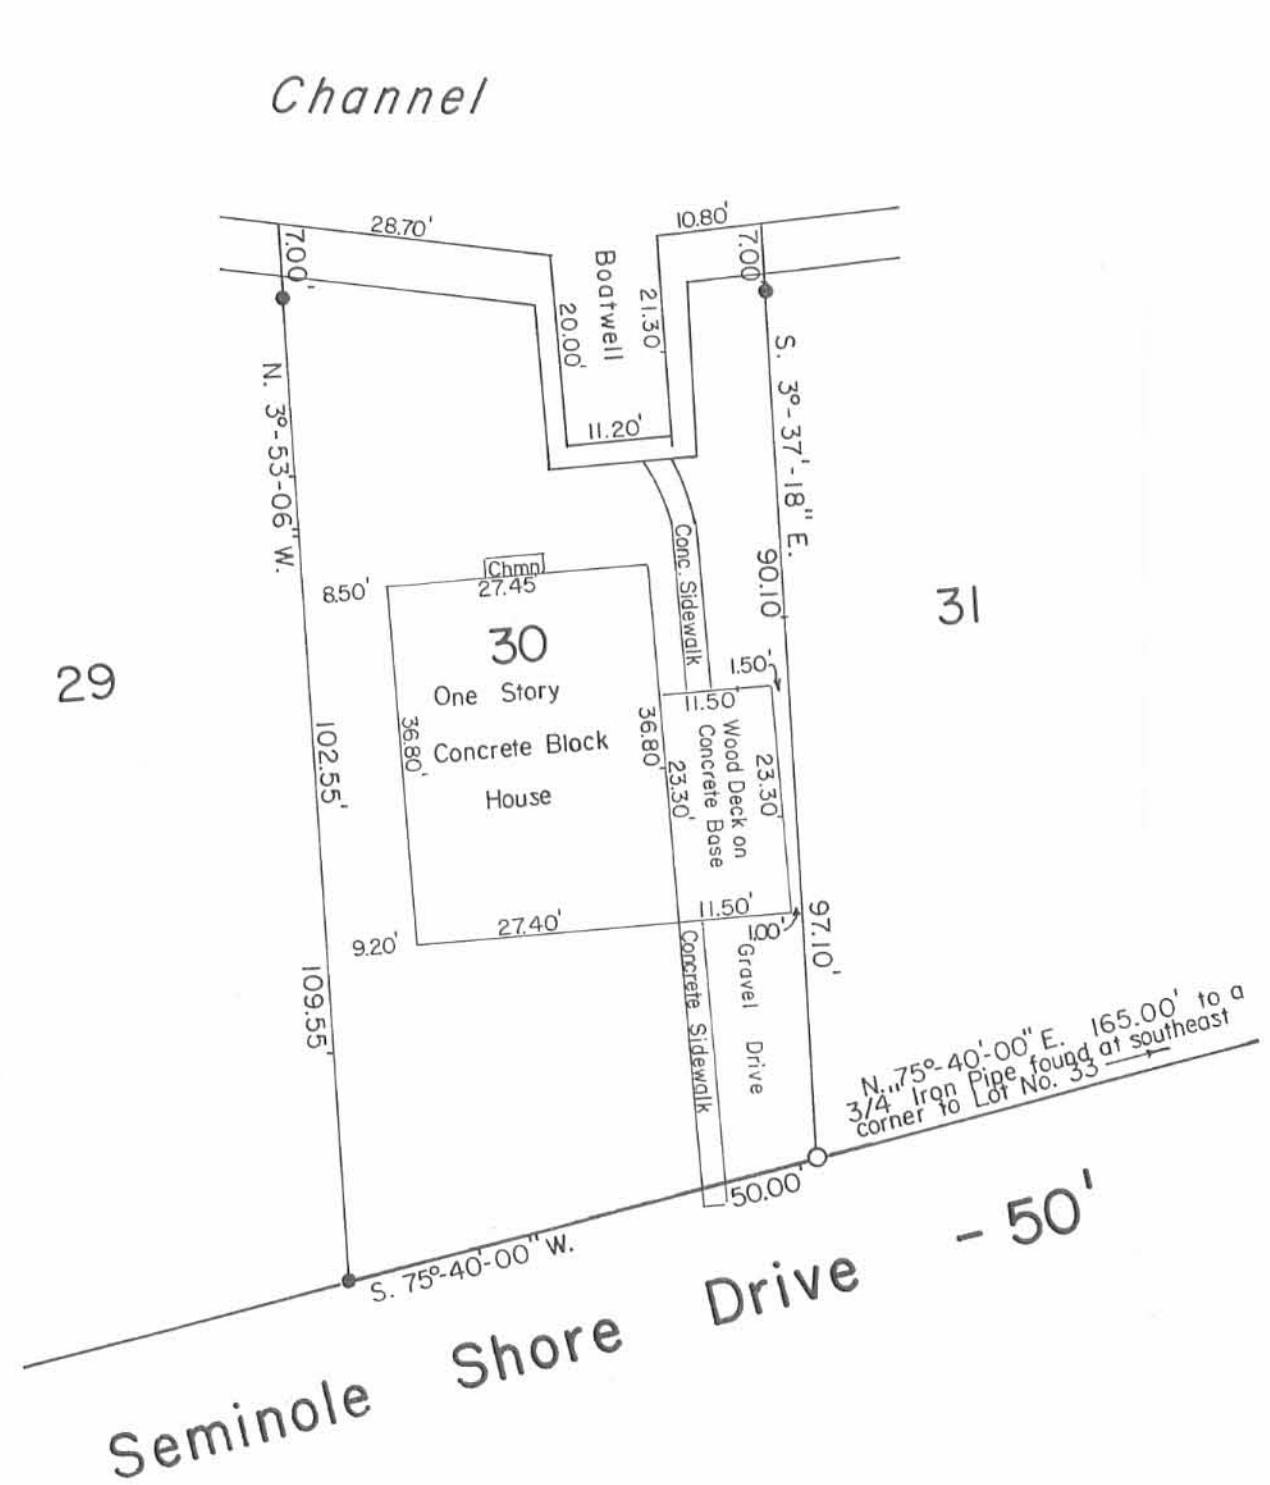 Channel
28.70'
10.80'
7.00'
7.00'
Boatwell
20.00'
21.30'
11.20'
N. 3°-53'-06" W.
S. 3°-37'-18" E.
Conc. Sidewalk
90.10'
Chmn
27.45'
8.50'
30
31
29
One Story
Concrete Block
House
1.50'
11.50'
36.80'
36.80'
23.30'
Wood Deck on
Concrete Base
23.30'
102.55'
11.50'
27.40'
9.20'
1.00'
97.10'
109.55'
Concrete Sidewalk
Gravel Drive
N. 75°-40'-00" E. 165.00' to a
3/4" Iron Pipe found at southeast
corner to Lot No. 33
50.00'
S. 75°-40'-00" W.
Seminole Shore Drive - 50'